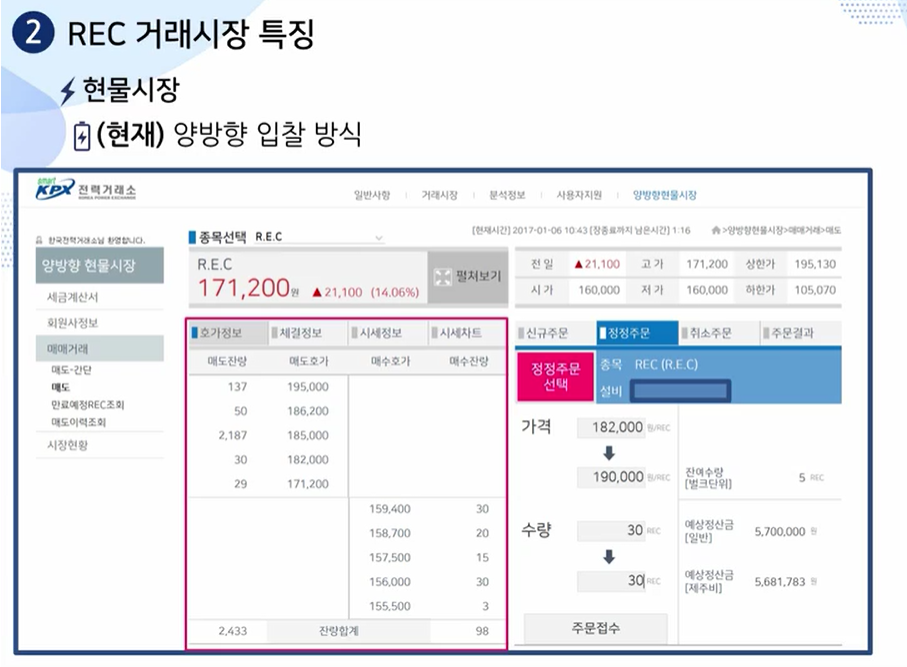 2 REC 거래시장 특징
현물시장
(현재) 양방향 입찰 방식
smart KPX 전력거래소
KOREA POWER EXCHANGE
일반사항 거래시장 분석정보 사용자지원 양방향현물시장
한국전력거래소님 환영합니다.
종목선택 R.E.C
[현재시간] 2017-01-06 10:43 [장종료까지 남은시간] 1:16
>양방향현물시장>매매거래>매도
양방향 현물시장
세금계산서
회원사정보
매매거래
매도-간단
매도
만료예정REC조회
매도이력조회
시장현황
R.E.C
171,200원 ▲21,100 (14.06%)
펼쳐보기
전 일 ▲21,100 고 가 171,200 상한가 195,130
시 가 160,000 저 가 160,000 하한가 105,070
호가정보 체결정보 시세정보 시세차트
매도잔량 매도호가 매수호가 매수잔량
137 195,000
50 186,200
2,187 185,000
30 182,000
29 171,200
159,400 30
158,700 20
157,500 15
156,000 30
155,500 3
2,433 잔량합계 98
신규주문 정정주문 취소주문 주문결과
정정주문
선택
종목 REC (R.E.C)
설비
가격 182,000 원/REC
190,000 원/REC
잔여수량
[벌크단위]
5 REC
수량 30 REC
30 REC
예상정산금
[일반]
5,700,000 원
예상정산금
[제주비]
5,681,783 원
주문접수